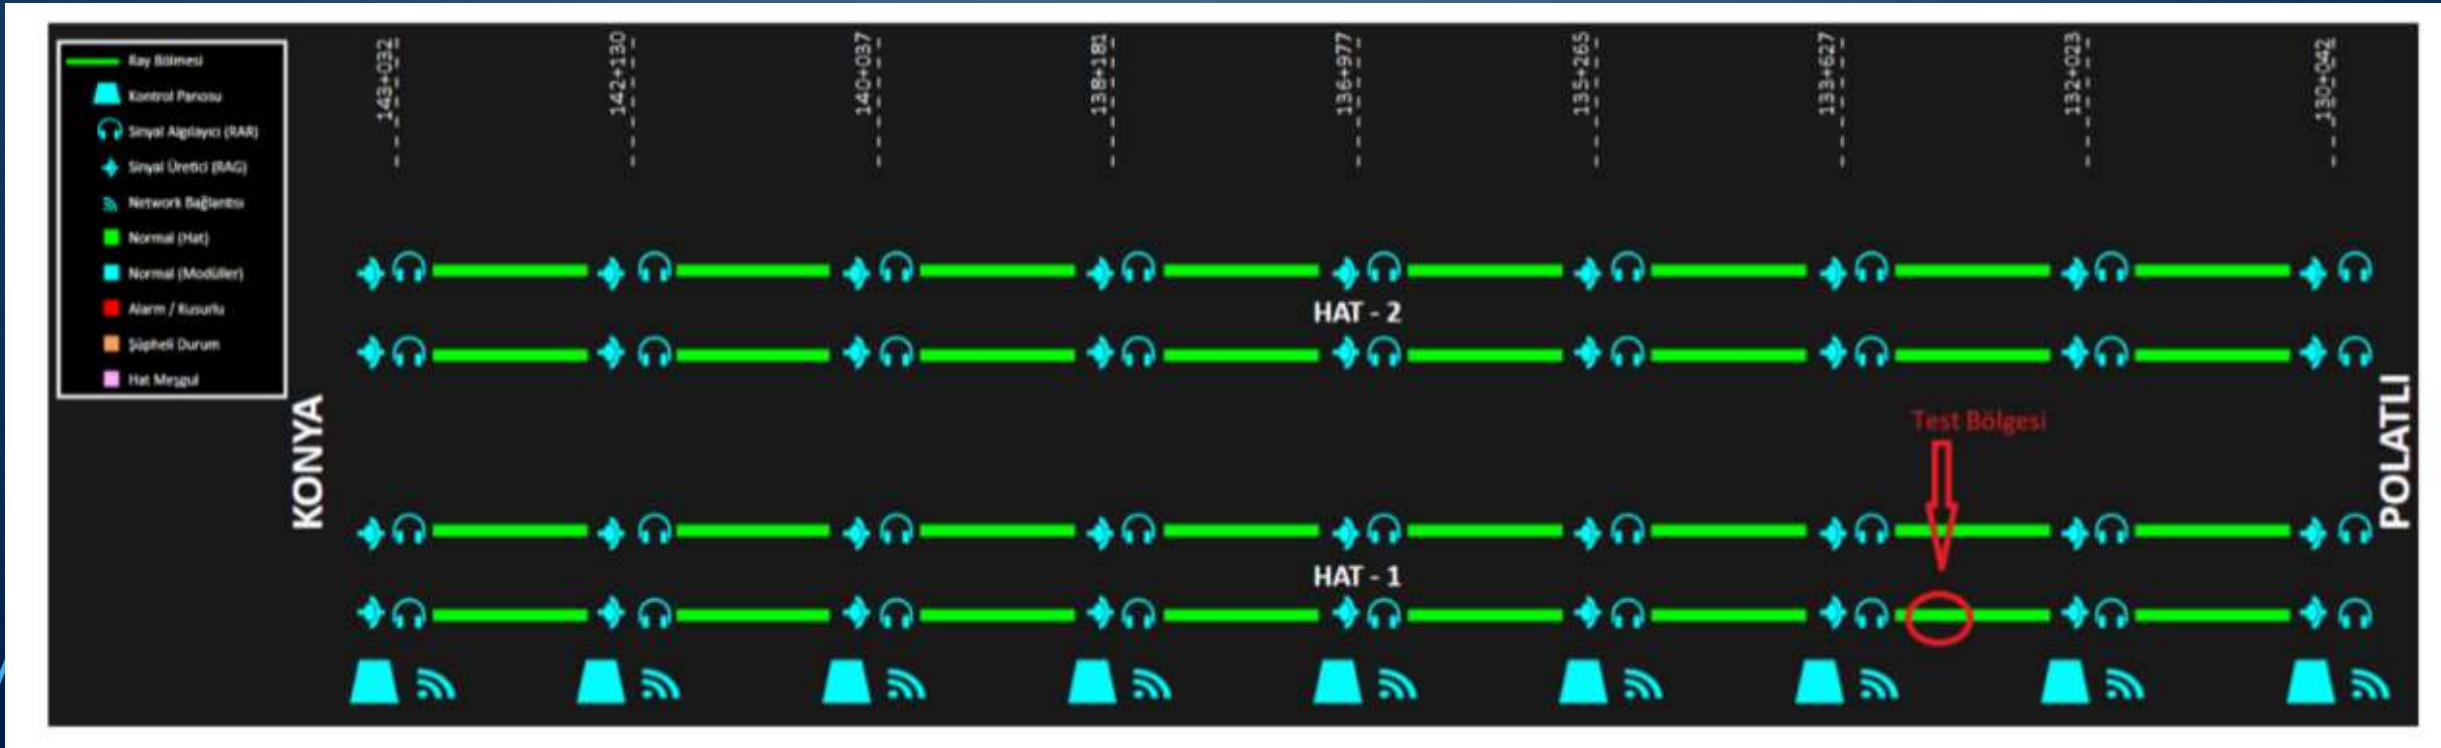 Ray Bölmesi
Kontrol Panosu
Sinyal Algılayıcı (RAR)
Sinyal Üretici (RAG)
Network Bağlantısı
Normal (Hat)
Normal (Modüller)
Alarm / Kusurlu
Şüpheli Durum
Hat Meşgul
143+032
142+130
140+037
138+181
136+977
135+265
133+627
132+023
130+042
HAT - 2
KONYA
Test Bölgesi
POLATLI
HAT - 1